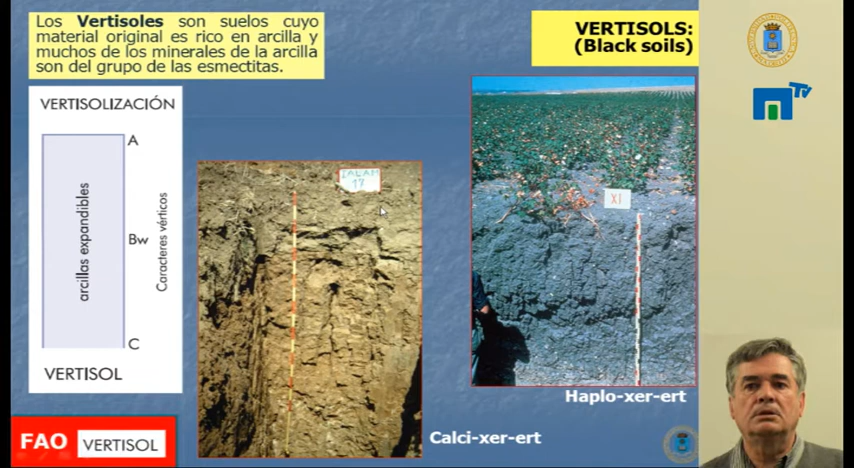 Los Vertisoles son suelos cuyo
material original es rico en arcilla y
muchos de los minerales de la arcilla
son del grupo de las esmectitas.
VERTISOLS:
(Black soils)
TV
VERTISOLIZACIÓN
A
arcillas expandibles
Bw
Caracteres vérticos
C
VERTISOL
17
XI
Haplo-xer-ert
Calci-xer-ert
FAO VERTISOL